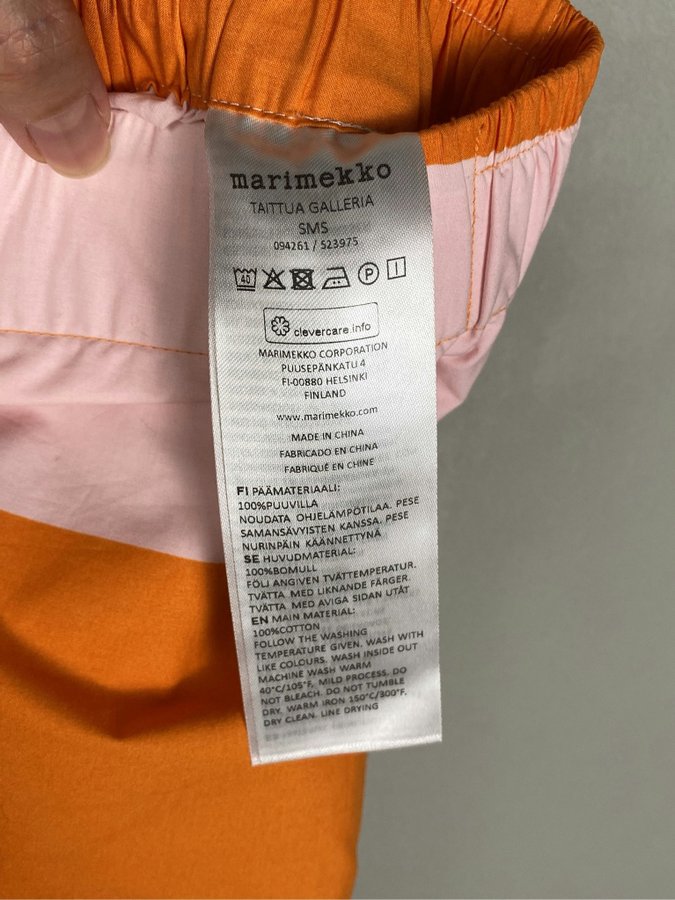 marimekko
TAITTUA GALLERIA
SMS
094261 / 523975
40 P
clevercare.info
MARIMEKKO CORPORATION
PUUSEPÄNKATU 4
FI-00880 HELSINKI
FINLAND
www.marimekko.com
MADE IN CHINA
FABRICADO EN CHINA
FABRIQUÉ EN CHINE
FI PÄÄMATERIAALI:
100%PUUVILLA
NOUDATA OHJELÄMPÖTILAA. PESE
SAMANSÄVYISTEN KANSSA. PESE
NURINPÄIN KÄÄNNETTYNÄ
SE HUVUDMATERIAL:
100%BOMULL
FÖLJ ANGIVEN TVÄTTEMPERATUR.
TVÄTTA MED LIKNANDE FÄRGER.
TVÄTTA MED AVIGA SIDAN UTÅT
EN MAIN MATERIAL:
100%COTTON
FOLLOW THE WASHING
TEMPERATURE GIVEN. WASH WITH
LIKE COLOURS. WASH INSIDE OUT
MACHINE WASH WARM
40°C/105°F, MILD PROCESS. DO
NOT BLEACH. DO NOT TUMBLE
DRY. WARM IRON 150°C/300°F.
DRY CLEAN. LINE DRYING